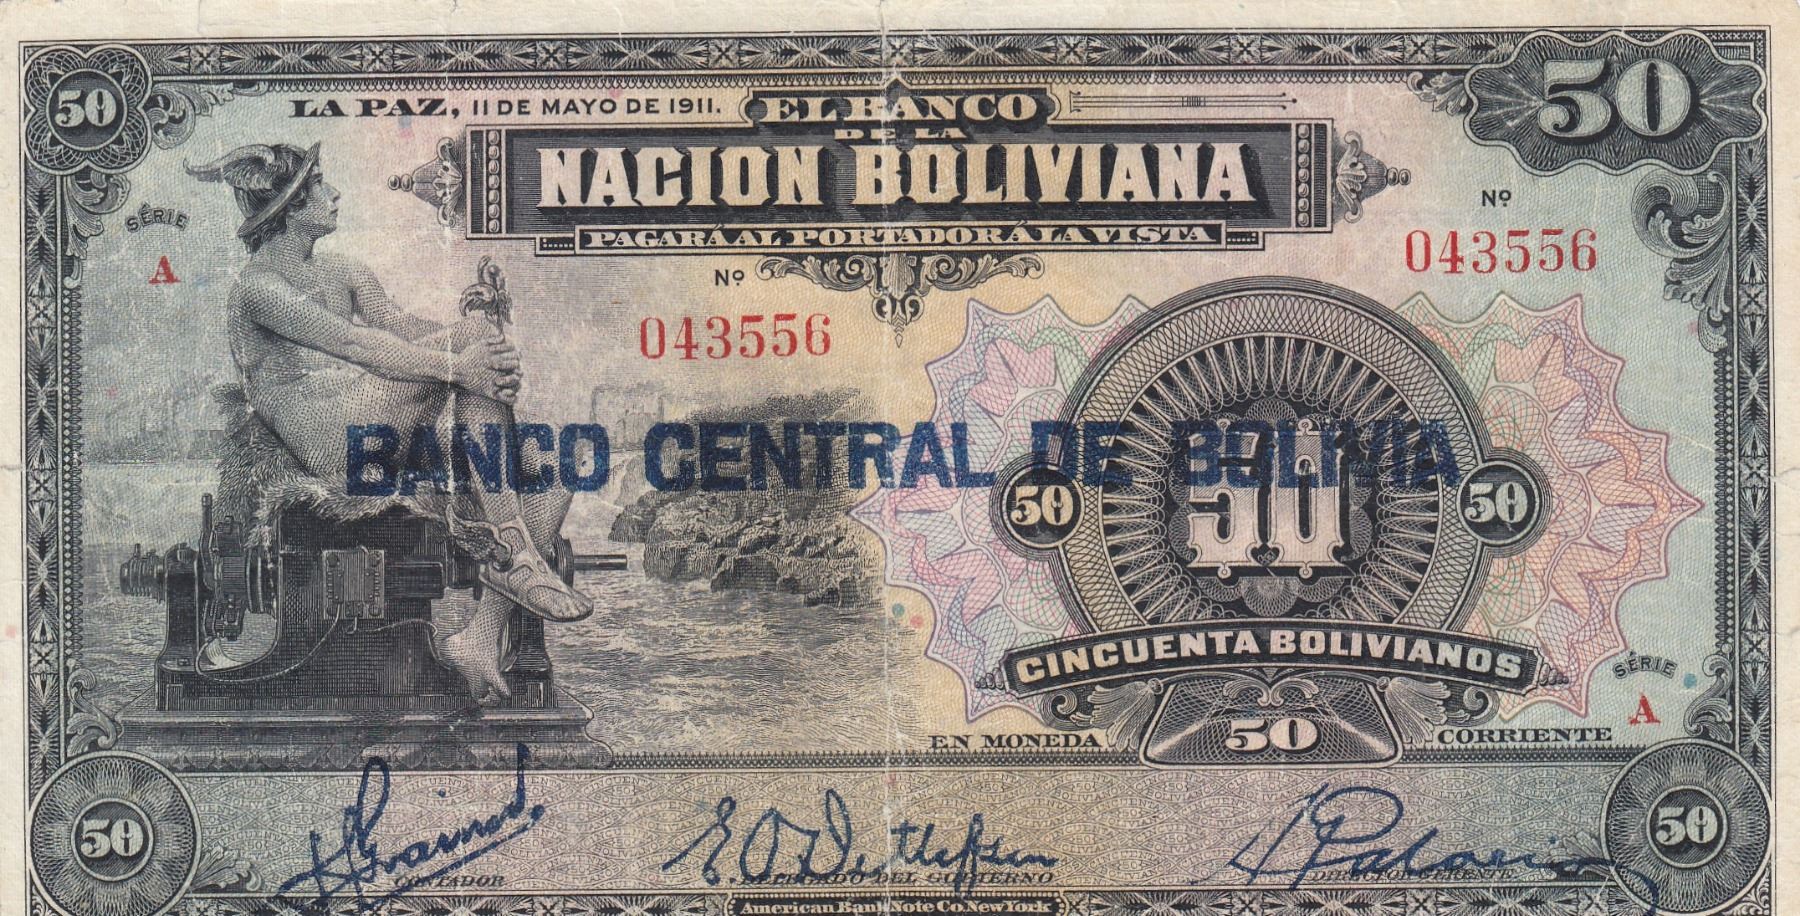 50
50
LA PAZ, 11 DE MAYO DE 1911.
EL BANCO
DE LA
NACION BOLIVIANA
PAGARÁ AL PORTADOR Á LA VISTA
SÉRIE
A
Nº
043556
Nº
043556
BANCO CENTRAL DE BOLIVIA
50
50
50
CINCUENTA BOLIVIANOS
SÉRIE
A
EN MONEDA
50
CORRIENTE
50
50
CONTADOR
DELEGADO DEL GOBIERNO
DIRECTOR GERENTE
American Bank Note Co. New York